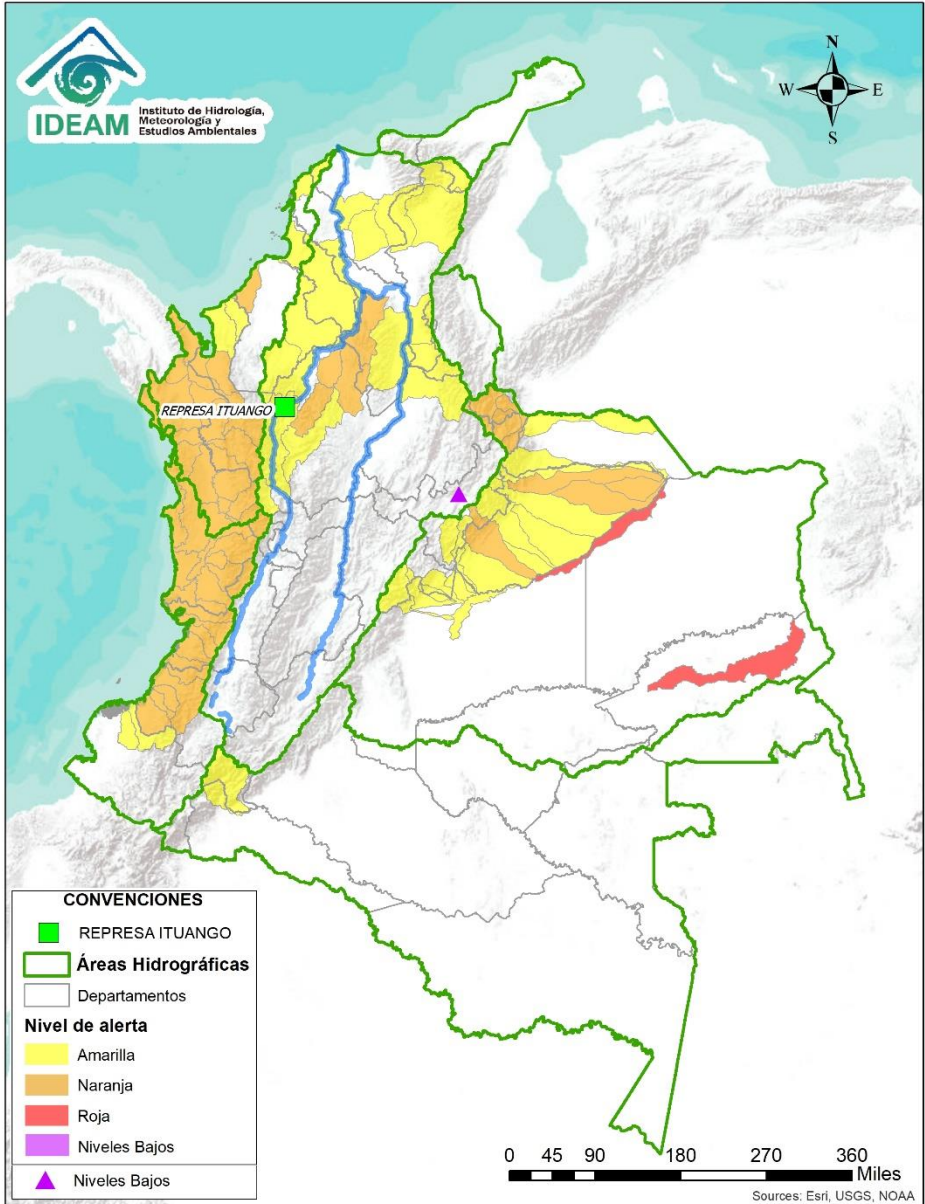 IDEAM
Instituto de Hidrología,
Meteorología y
Estudios Ambientales
N
W
E
S
REPRESA ITUANGO
CONVENCIONES
REPRESA ITUANGO
Áreas Hidrográficas
Departamentos
Nivel de alerta
Amarilla
Naranja
Roja
Niveles Bajos
Niveles Bajos
0 45 90 180 270 360
Miles
Sources: Esri, USGS, NOAA